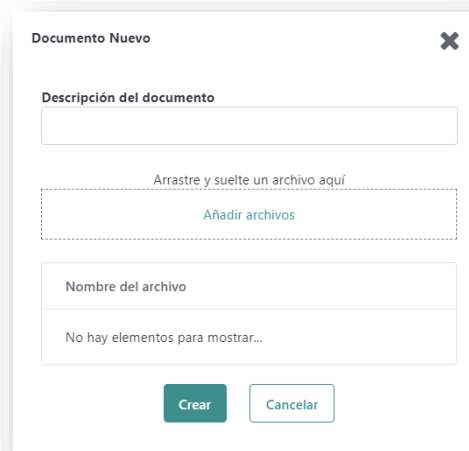 Documento Nuevo
Descripción del documento
Arrastre y suelte un archivo aquí
Añadir archivos
Nombre del archivo
No hay elementos para mostrar...
Crear
Cancelar